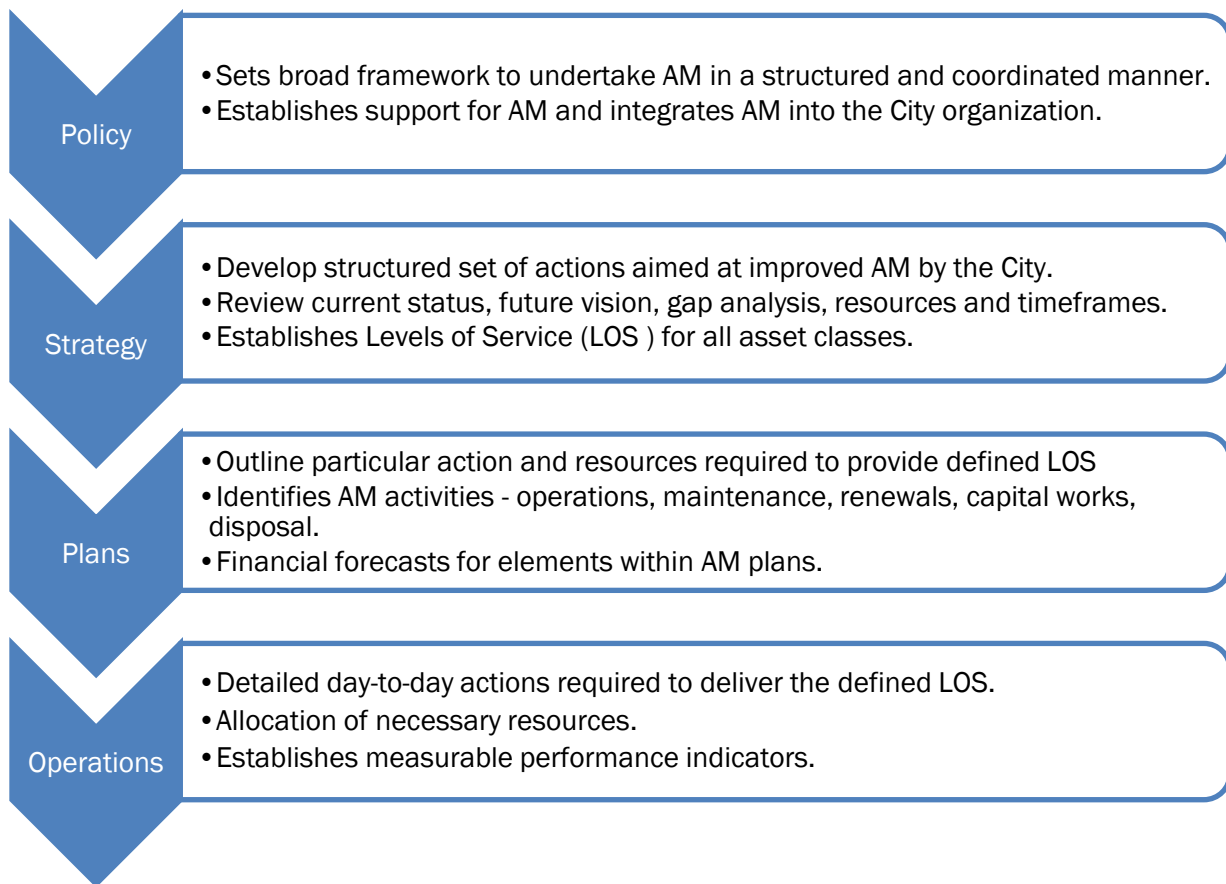 Policy
•Sets broad framework to undertake AM in a structured and coordinated manner.
•Establishes support for AM and integrates AM into the City organization.
Strategy
•Develop structured set of actions aimed at improved AM by the City.
•Review current status, future vision, gap analysis, resources and timeframes.
•Establishes Levels of Service (LOS ) for all asset classes.
Plans
•Outline particular action and resources required to provide defined LOS
•Identifies AM activities - operations, maintenance, renewals, capital works,
disposal.
•Financial forecasts for elements within AM plans.
Operations
•Detailed day-to-day actions required to deliver the defined LOS.
•Allocation of necessary resources.
•Establishes measurable performance indicators.